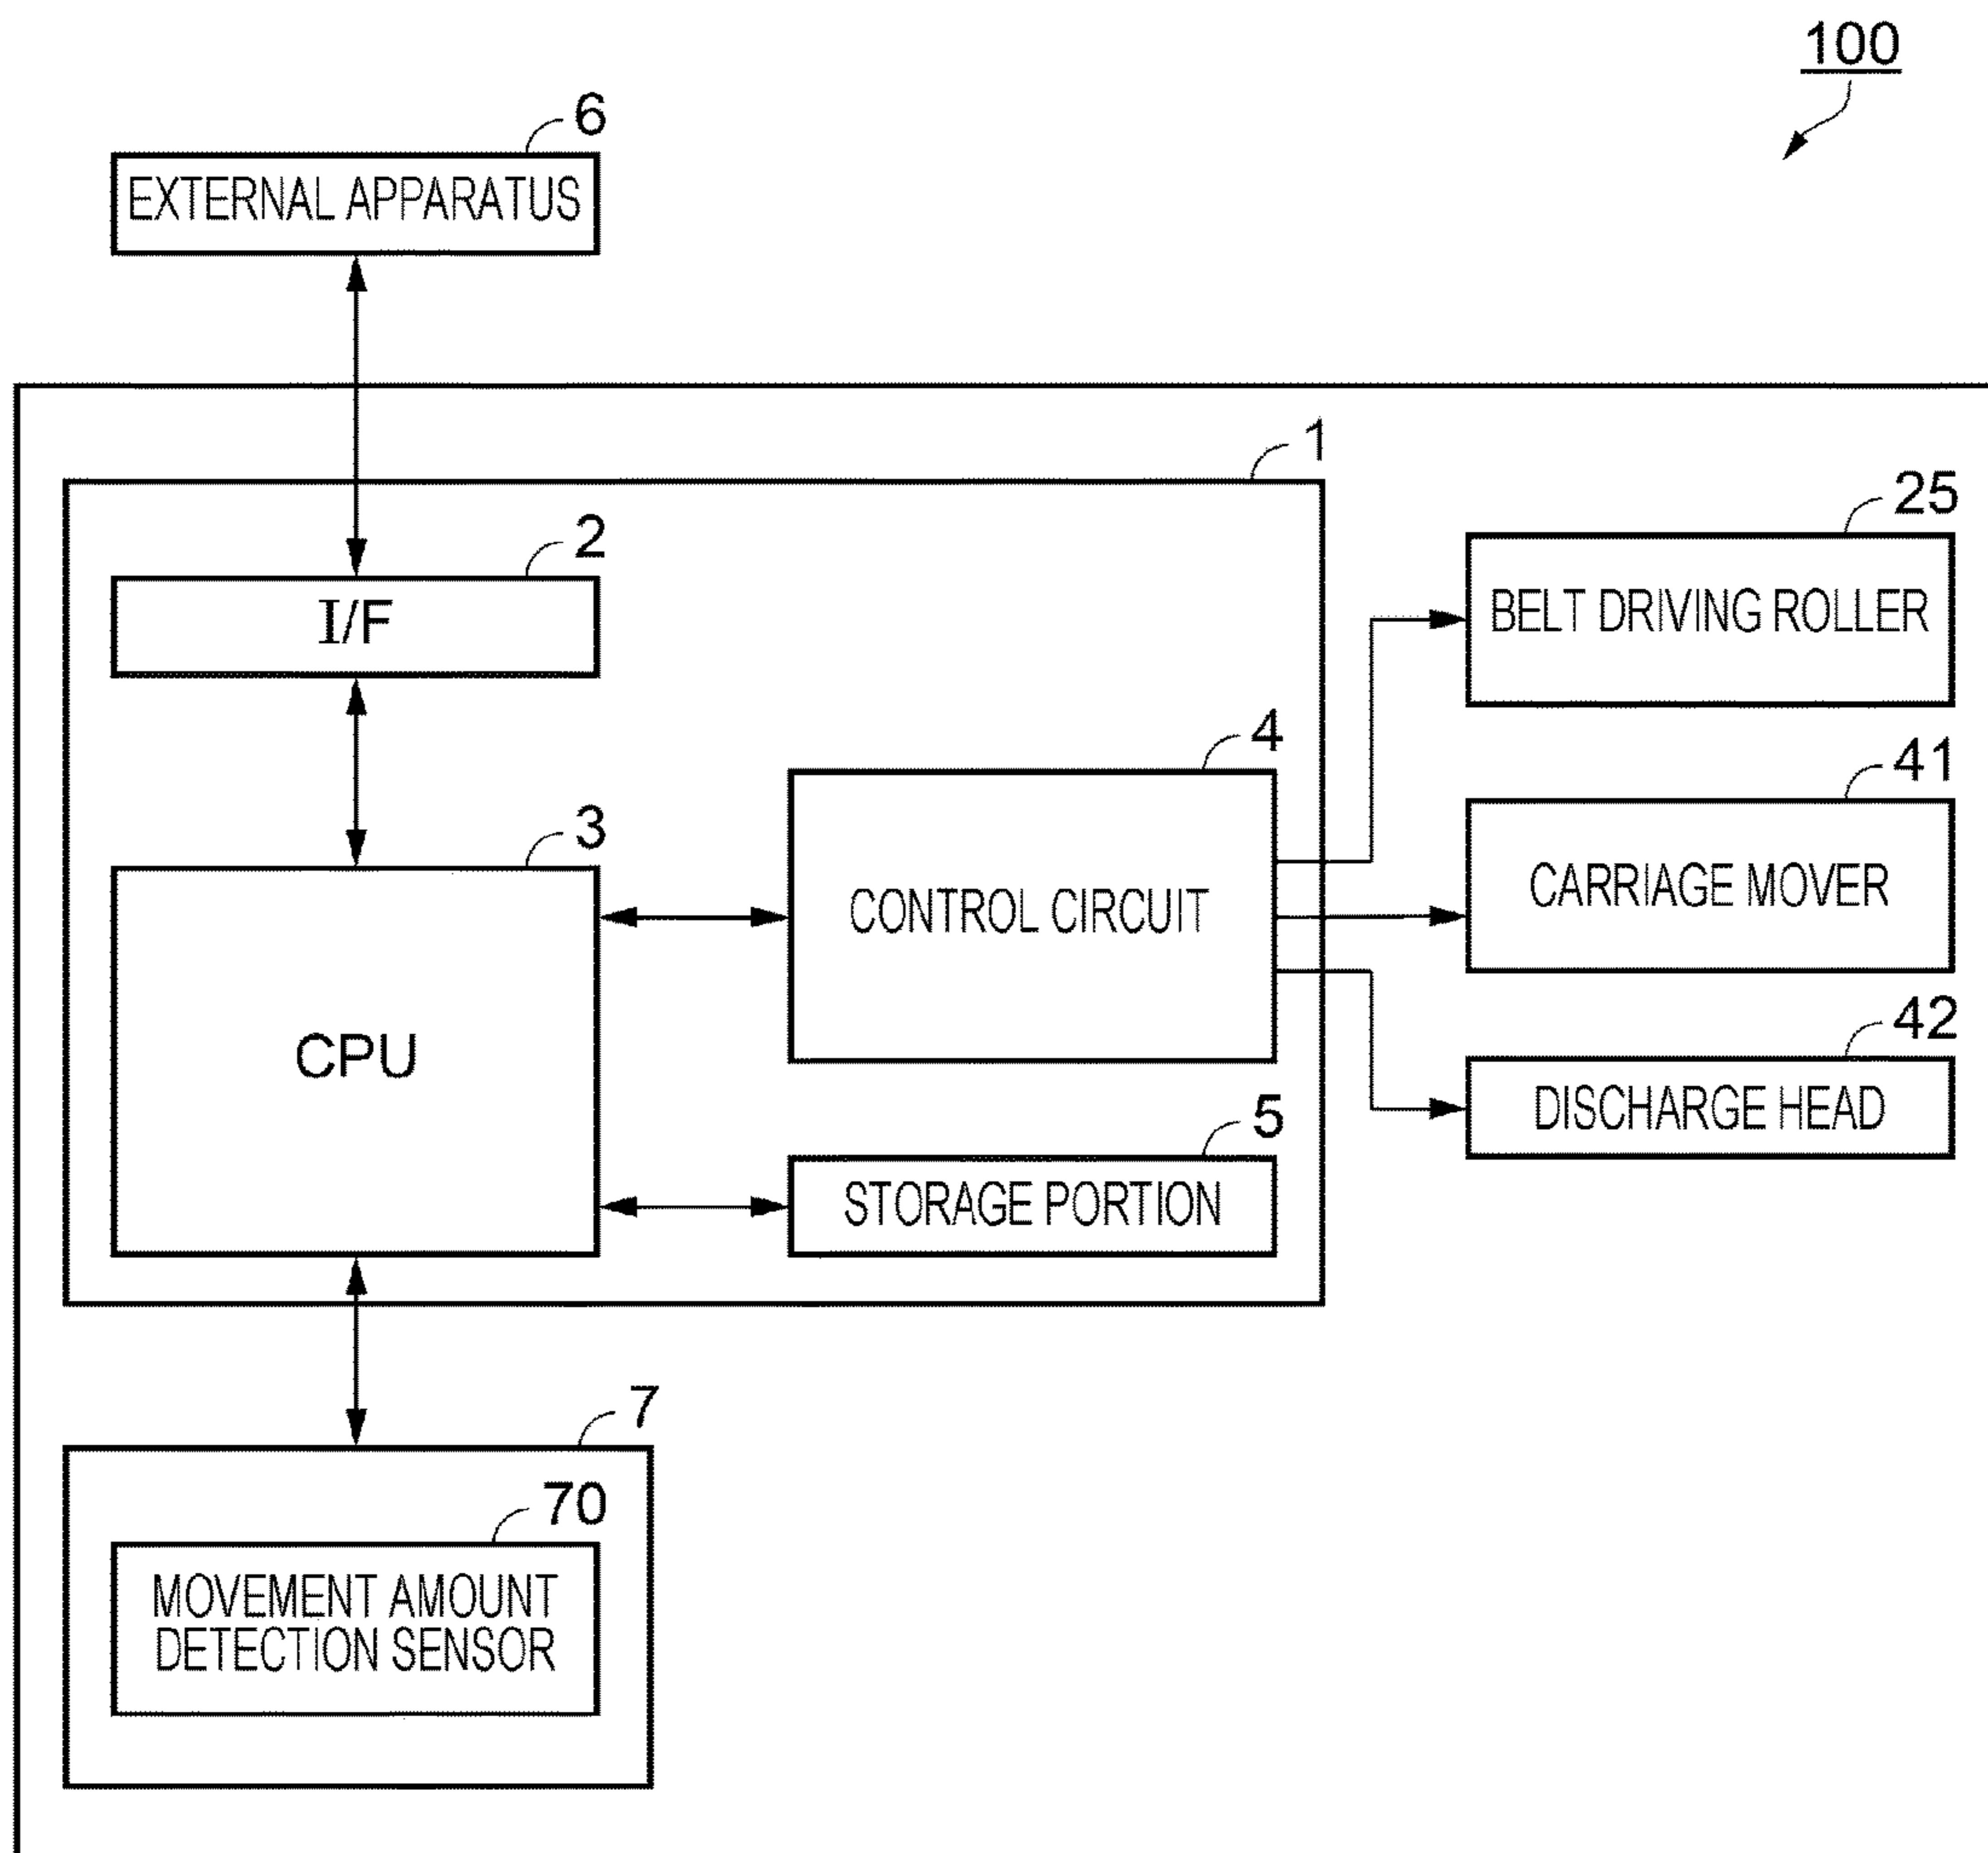 100
6
EXTERNAL APPARATUS
1
2
I/F
25
BELT DRIVING ROLLER
4
CONTROL CIRCUIT
41
CARRIAGE MOVER
3
CPU
42
DISCHARGE HEAD
5
STORAGE PORTION
7
70
MOVEMENT AMOUNT
DETECTION SENSOR